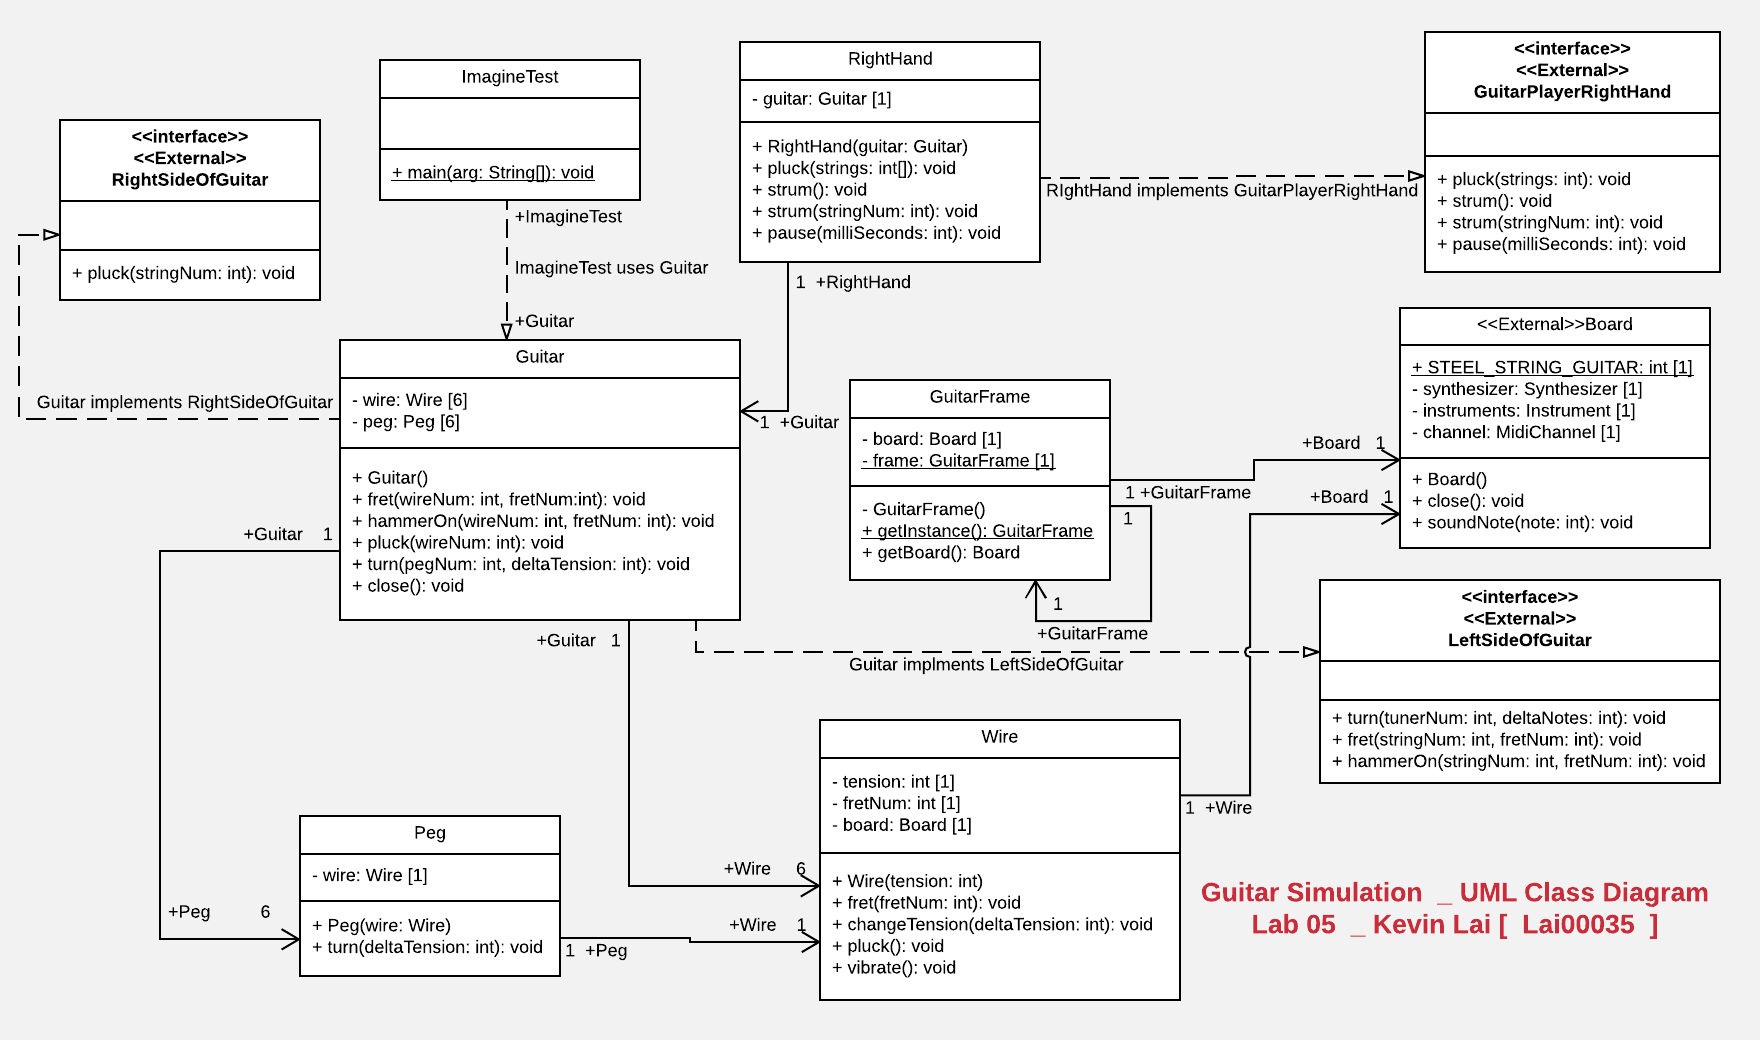 ImagineTest
+ main(arg: String[]): void
RightHand
- guitar: Guitar [1]
+ RightHand(guitar: Guitar)
+ pluck(strings: int[]): void
+ strum(): void
+ strum(stringNum: int): void
+ pause(milliSeconds: int): void
<<interface>>
<<External>>
GuitarPlayerRightHand
+ pluck(strings: int): void
+ strum(): void
+ strum(stringNum: int): void
+ pause(milliSeconds: int): void
<<interface>>
<<External>>
RightSideOfGuitar
+ pluck(stringNum: int): void
RIghtHand implements GuitarPlayerRightHand
+ImagineTest
ImagineTest uses Guitar
+Guitar
1 +RightHand
1 +Guitar
Guitar implements RightSideOfGuitar
Guitar
- wire: Wire [6]
- peg: Peg [6]
+ Guitar()
+ fret(wireNum: int, fretNum:int): void
+ hammerOn(wireNum: int, fretNum: int): void
+ pluck(wireNum: int): void
+ turn(pegNum: int, deltaTension: int): void
+ close(): void
GuitarFrame
- board: Board [1]
- frame: GuitarFrame [1]
- GuitarFrame()
+ getInstance(): GuitarFrame
+ getBoard(): Board
<<External>>Board
+ STEEL_STRING_GUITAR: int [1]
- synthesizer: Synthesizer [1]
- instruments: Instrument [1]
- channel: MidiChannel [1]
+ Board()
+ close(): void
+ soundNote(note: int): void
+Board 1
1 +GuitarFrame
+Board 1
1
1
+GuitarFrame
+Guitar 1
+Guitar 1
Guitar implments LeftSideOfGuitar
<<interface>>
<<External>>
LeftSideOfGuitar
+ turn(tunerNum: int, deltaNotes: int): void
+ fret(stringNum: int, fretNum: int): void
+ hammerOn(stringNum: int, fretNum: int): void
Wire
- tension: int [1]
- fretNum: int [1]
- board: Board [1]
+ Wire(tension: int)
+ fret(fretNum: int): void
+ changeTension(deltaTension: int): void
+ pluck(): void
+ vibrate(): void
1 +Wire
Peg
- wire: Wire [1]
+ Peg(wire: Wire)
+ turn(deltaTension: int): void
+Peg 6
+Wire 6
+Wire 1
1 +Peg
Guitar Simulation _ UML Class Diagram
Lab 05 _ Kevin Lai [ Lai00035 ]